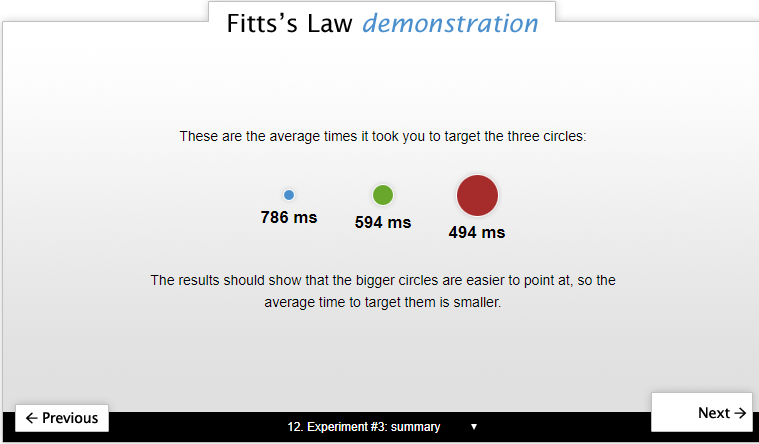 Fitts’s Law demonstration
These are the average times it took you to target the three circles:
786 ms
594 ms
494 ms
The results should show that the bigger circles are easier to point at, so the
average time to target them is smaller.
← Previous
12. Experiment #3: summary ▼
Next →